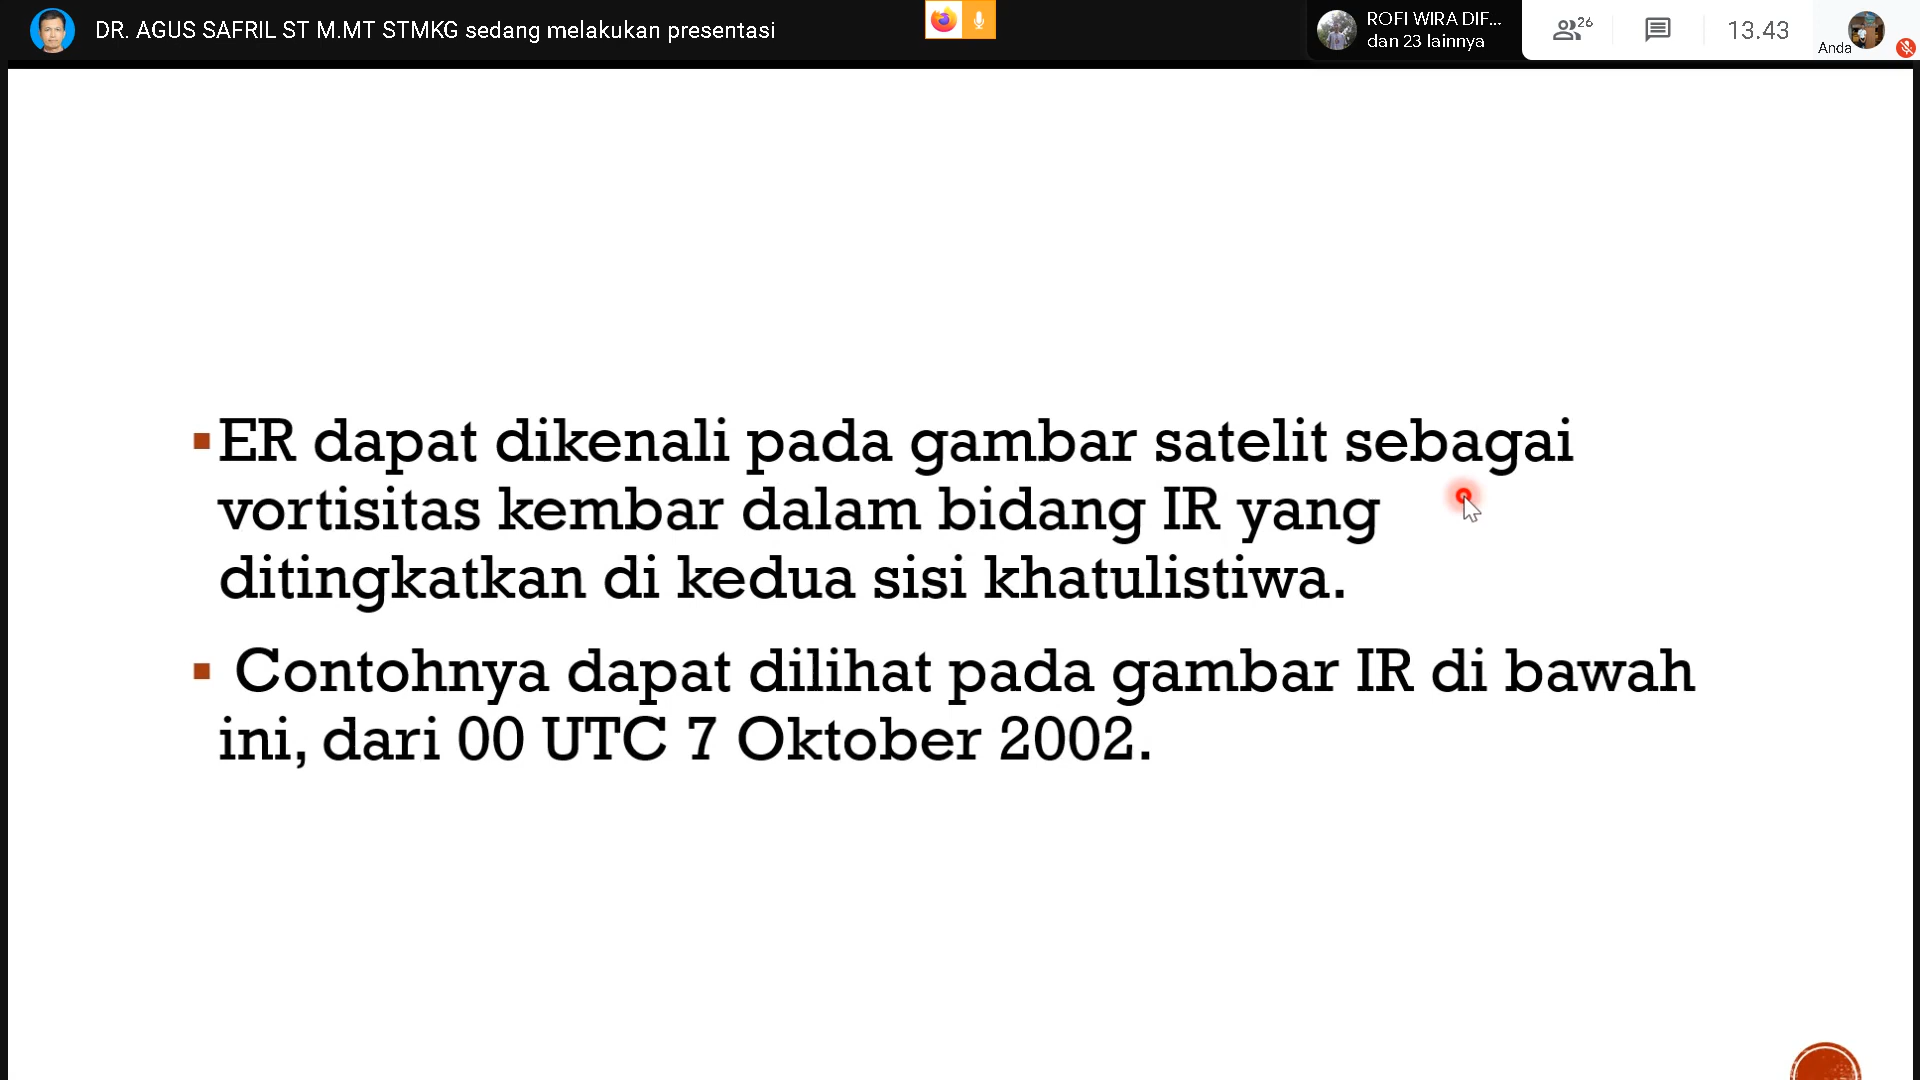 DR. AGUS SAFRIL ST M.MT STMKG sedang melakukan presentasi
ROFI WIRA DIF...
dan 23 lainnya
26
13.43
Anda
ER dapat dikenali pada gambar satelit sebagai
vortisitas kembar dalam bidang IR yang
ditingkatkan di kedua sisi khatulistiwa.
Contohnya dapat dilihat pada gambar IR di bawah
ini, dari 00 UTC 7 Oktober 2002.